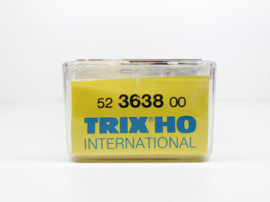 52 3638 00
TRIX® HO
INTERNATIONAL